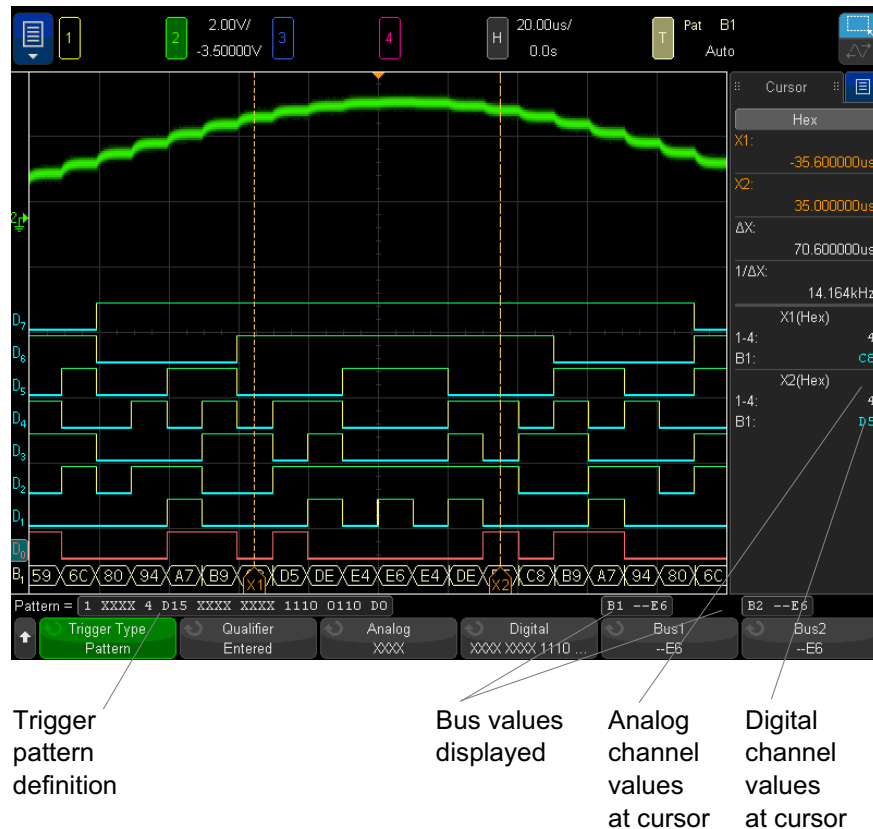 1 2 2.00V/ -3.50000V 3 4 H 20.00us/ 0.0s T Pat B1 Auto
Cursor
Hex
X1:
-35.600000us
X2:
35.000000us
ΔX:
70.600000us
1/ΔX:
14.164kHz
X1(Hex)
1-4: 4
B1: C8
X2(Hex)
1-4: 4
B1: D5
2
D7
D6
D5
D4
D3
D2
D1
D0
B1 59 6C 80 94 A7 B9 X1 D5 DE E4 E6 E4 DE X2 C8 B9 A7 94 80 6C
Pattern = 1 XXXX 4 D15 XXXX XXXX 1110 0110 D0 B1 --E6 B2 --E6
Trigger Type Qualifier Analog Digital Bus1 Bus2
Pattern Entered XXXX XXXX XXXX 1110 ... --E6 --E6
Trigger pattern definition
Bus values displayed
Analog channel values at cursor
Digital channel values at cursor